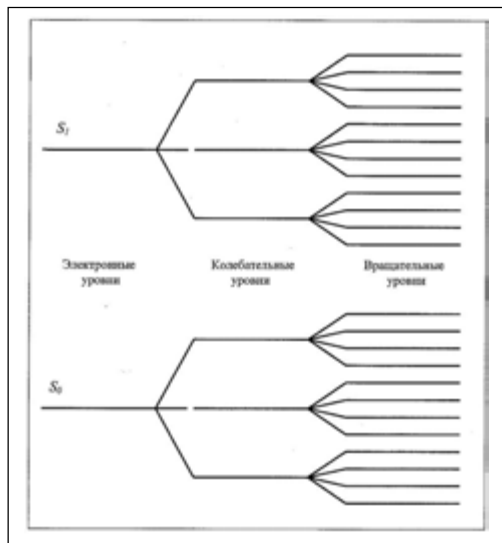 S₁
Электронные
уровни
Колебательные
уровни
Вращательные
уровни
S₀